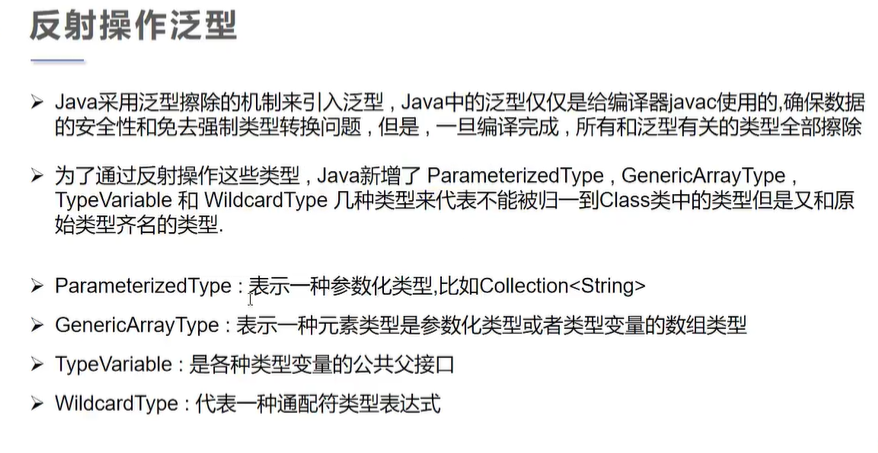 反射操作泛型
Java采用泛型擦除的机制来引入泛型 , Java中的泛型仅仅是给编译器javac使用的,确保数据
的安全性和免去强制类型转换问题 , 但是 , 一旦编译完成 , 所有和泛型有关的类型全部擦除
为了通过反射操作这些类型 , Java新增了 ParameterizedType , GenericArrayType ,
TypeVariable 和 WildcardType 几种类型来代表不能被归一到Class类中的类型但是又和原
始类型齐名的类型.
ParameterizedType : 表示一种参数化类型,比如Collection<String>
GenericArrayType : 表示一种元素类型是参数化类型或者类型变量的数组类型
TypeVariable : 是各种类型变量的公共父接口
WildcardType : 代表一种通配符类型表达式